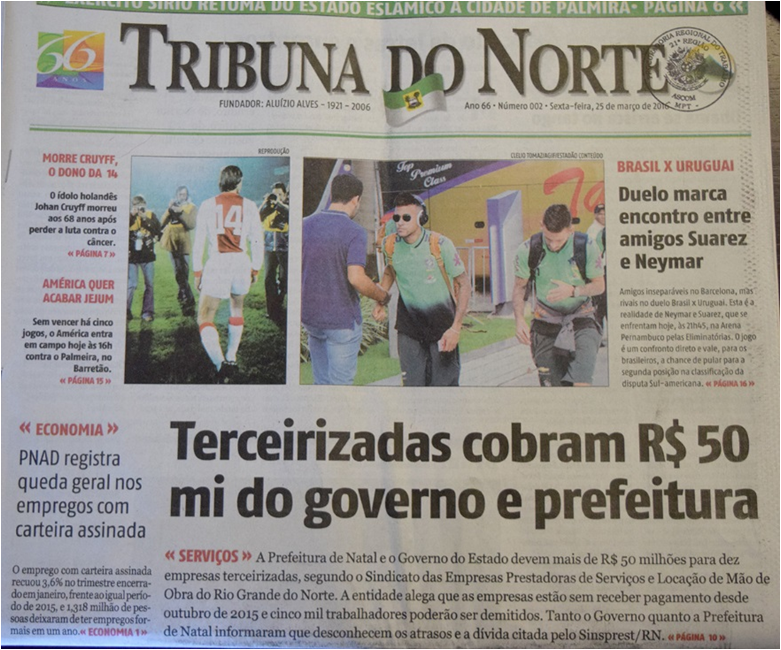 EXÉRCITO SÍRIO RETOMA DO ESTADO ISLÂMICO A CIDADE DE PALMIRA• PÁGINA 6 «
66
ANOS
TRIBUNA DO NORTE
FUNDADOR: ALUÍZIO ALVES - 1921 - 2006
Ano 66 • Número 002 • Sexta-feira, 25 de março de 2016
21ª REGIÃO
ASCOM
MPT
MORRE CRUYFF,
O DONO DA 14
O ídolo holandês
Johan Cruyff morreu
aos 68 anos após
perder a luta contra o
câncer.
« PÁGINA 7 »
AMÉRICA QUER
ACABAR JEJUM
Sem vencer há cinco
jogos, o América entra
em campo hoje às 16h
contra o Palmeira, no
Barretão.
« PÁGINA 15 »
REPRODUÇÃO
14
CLÉLIO TOMAZ/AGIF/ESTADÃO CONTEÚDO
Top
Premium
Class
BRASIL X URUGUAI
Duelo marca
encontro entre
amigos Suarez
e Neymar
Amigos inseparáveis no Barcelona, mas
rivais no duelo Brasil x Uruguai. Esta é a
realidade de Neymar e Suarez, que se
enfrentam hoje, às 21h45, na Arena
Pernambuco pelas Eliminatórias. O jogo
é um confronto direto e vale, para os
brasileiros, a chance de pular para a
segunda posição na classificação da
disputa Sul-americana. « PÁGINA 16 »
« ECONOMIA »
PNAD registra
queda geral nos
empregos com
carteira assinada
O emprego com carteira assinada
recuou 3,6% no trimestre encerra-
do em janeiro, frente ao igual perío-
do de 2015, e 1,318 milhão de pes-
soas deixaram de ter empregos for-
mais em um ano. « ECONOMIA 1 »
Terceirizadas cobram R$ 50
mi do governo e prefeitura
« SERVIÇOS » A Prefeitura de Natal e o Governo do Estado devem mais de R$ 50 milhões para dez
empresas terceirizadas, segundo o Sindicato das Empresas Prestadoras de Serviços e Locação de Mão de
Obra do Rio Grande do Norte. A entidade alega que as empresas estão sem receber pagamento desde
outubro de 2015 e cinco mil trabalhadores poderão ser demitidos. Tanto o Governo quanto a Prefeitura
de Natal informaram que desconhecem os atrasos e a dívida citada pelo Sinsprest/RN. « PÁGINA 10 »